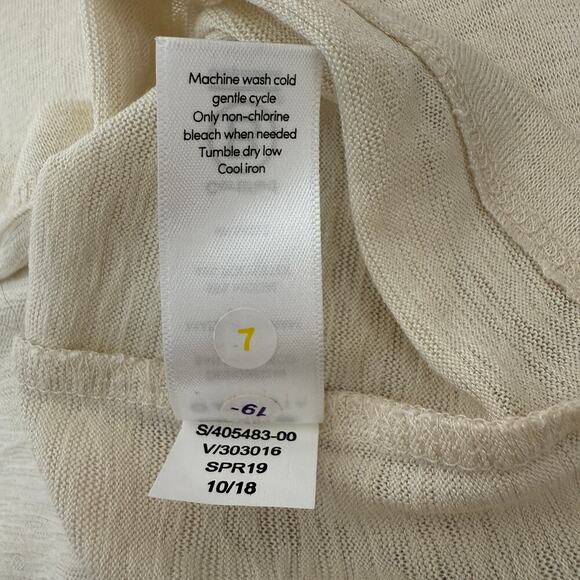 Machine wash cold
gentle cycle
Only non-chlorine
bleach when needed
Tumble dry low
Cool iron
7
19-
S/405483-00
V/303016
SPR19
10/18